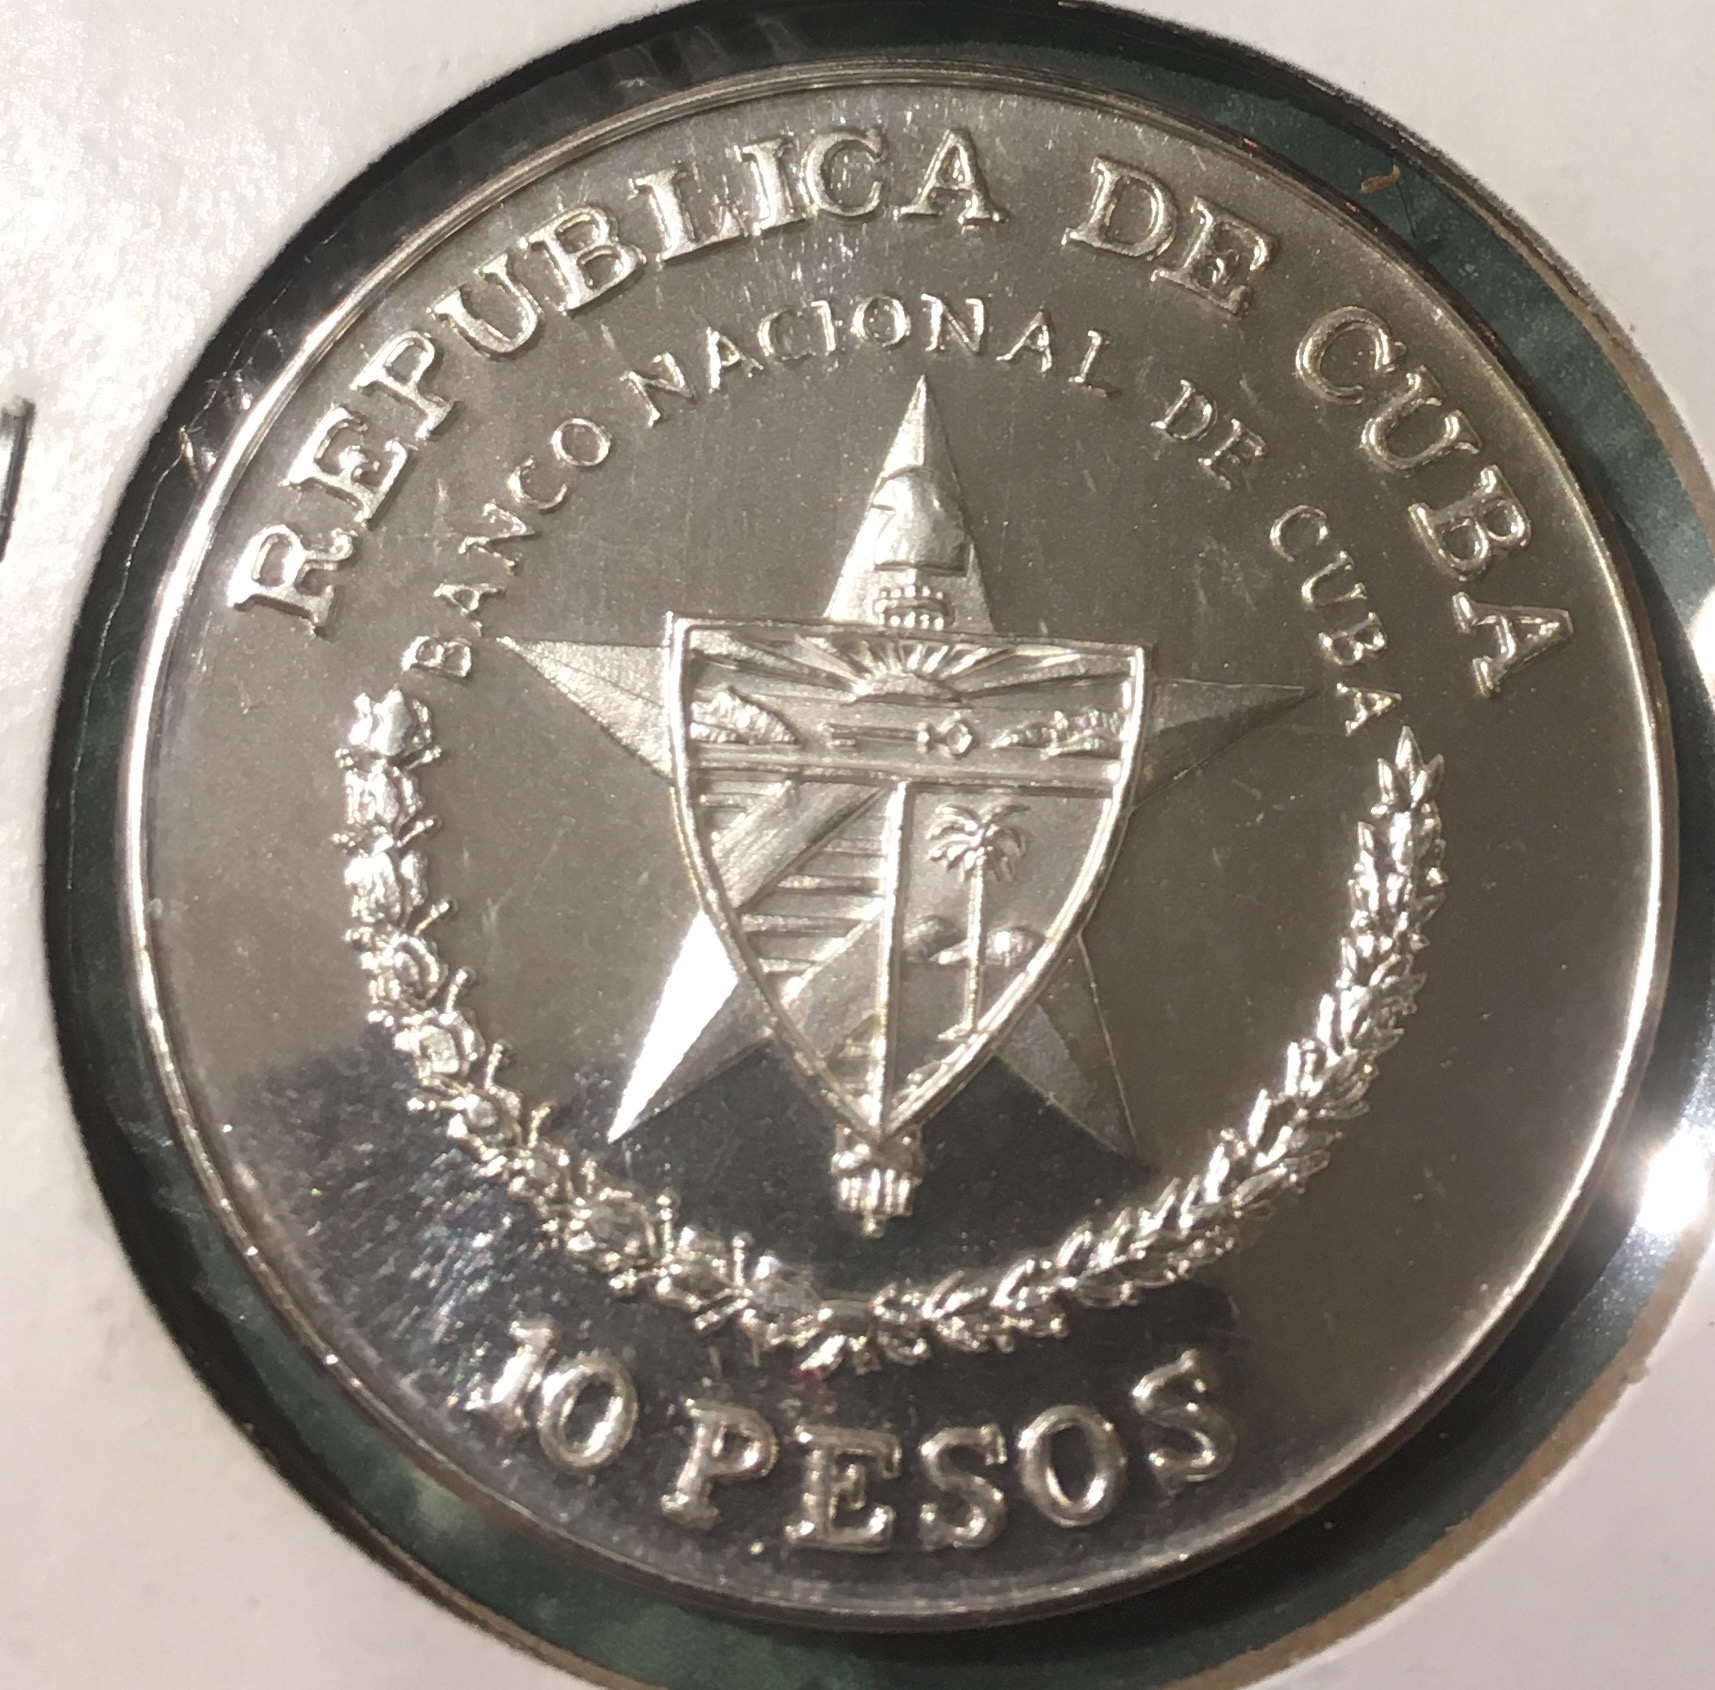 REPUBLICA DE CUBA
BANCO NACIONAL DE CUBA
10 PESOS